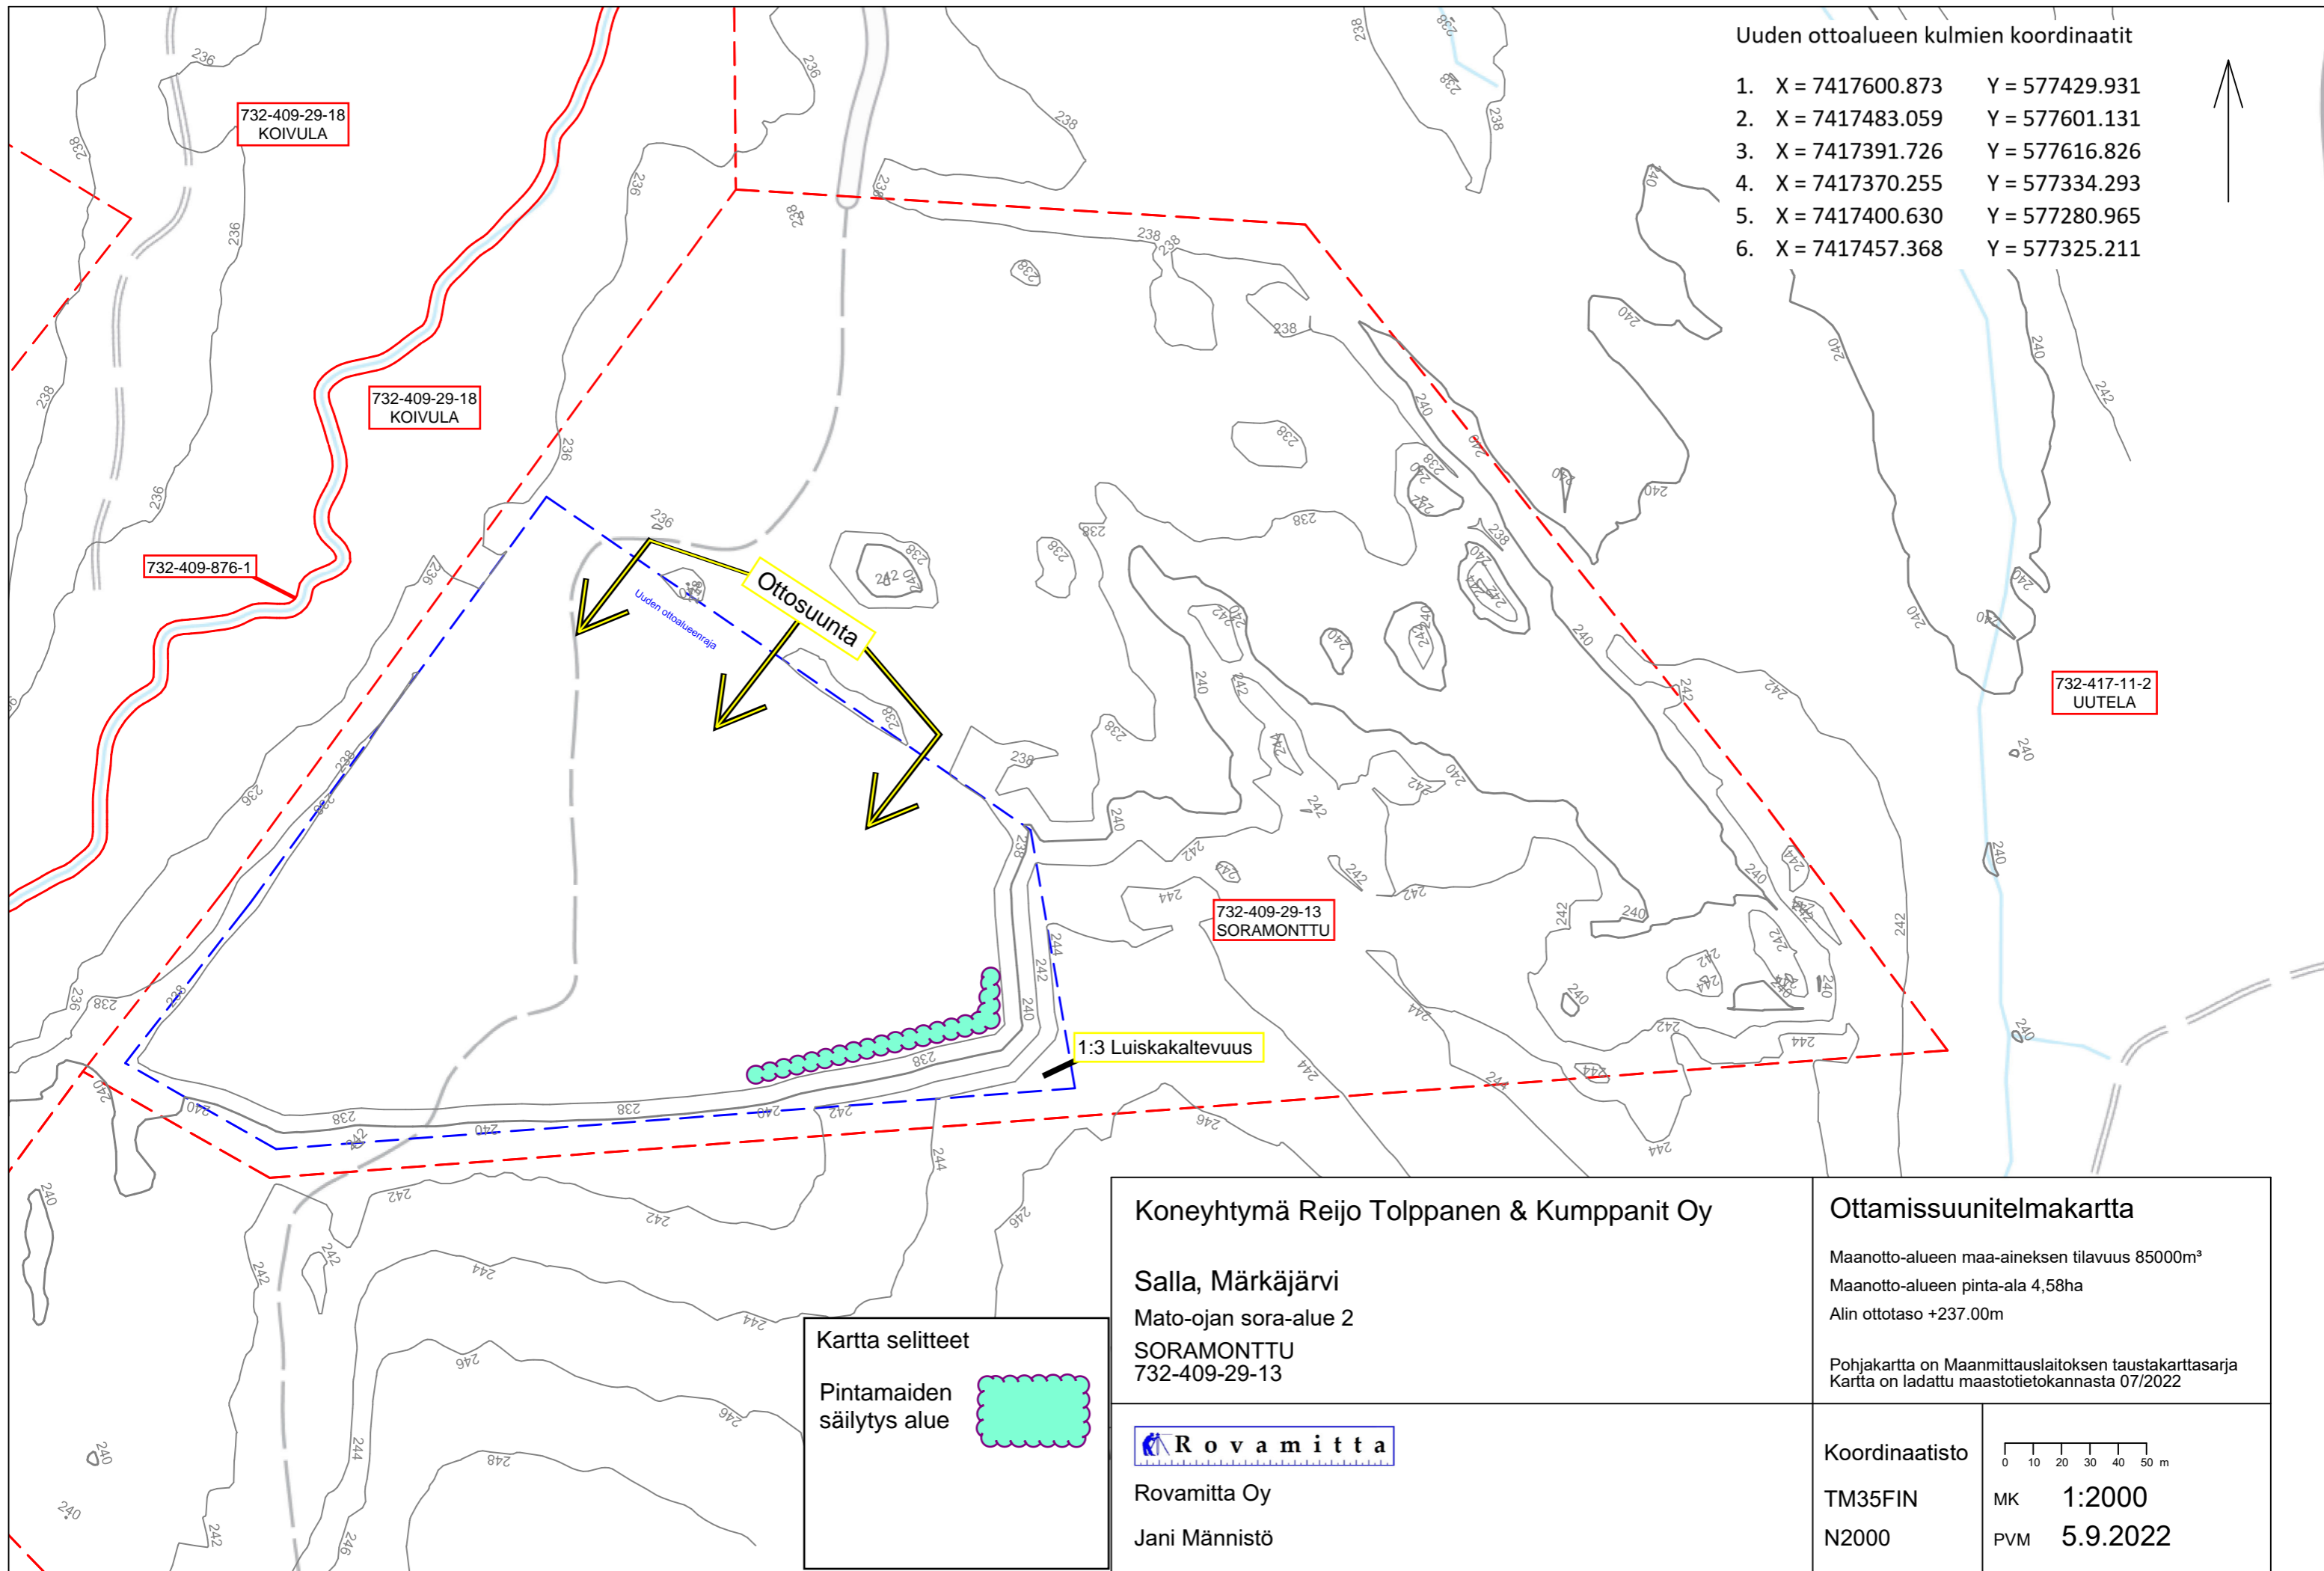 Uuden ottoalueen kulmien koordinaatit
1. X = 7417600.873 Y = 577429.931
2. X = 7417483.059 Y = 577601.131
3. X = 7417391.726 Y = 577616.826
4. X = 7417370.255 Y = 577334.293
5. X = 7417400.630 Y = 577280.965
6. X = 7417457.368 Y = 577325.211
732-409-29-18
KOIVULA
732-409-29-18
KOIVULA
732-409-876-1
Ottosuunta
Uuden ottoalueenraja
732-417-11-2
UUTELA
732-409-29-13
SORAMONTTU
1:3 Luiskakaltevuus
Kartta selitteet
Pintamaiden
säilytys alue
Koneyhtymä Reijo Tolppanen & Kumppanit Oy
Salla, Märkäjärvi
Mato-ojan sora-alue 2
SORAMONTTU
732-409-29-13
Rovamitta
Rovamitta Oy
Jani Männistö
Ottamissuunitelmakartta
Maanotto-alueen maa-aineksen tilavuus 85000m³
Maanotto-alueen pinta-ala 4,58ha
Alin ottotaso +237.00m
Pohjakartta on Maanmittauslaitoksen taustakarttasarja
Kartta on ladattu maastotietokannasta 07/2022
Koordinaatisto
TM35FIN
N2000
0 10 20 30 40 50 m
MK 1:2000
PVM 5.9.2022